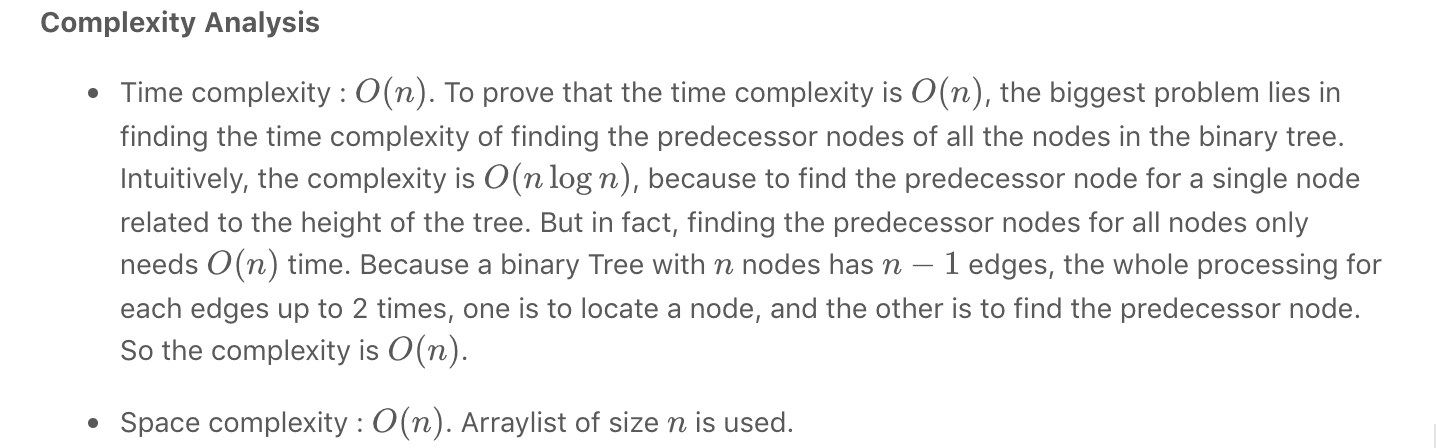 Complexity Analysis
• Time complexity : O(n). To prove that the time complexity is O(n), the biggest problem lies in
finding the time complexity of finding the predecessor nodes of all the nodes in the binary tree.
Intuitively, the complexity is O(n log n), because to find the predecessor node for a single node
related to the height of the tree. But in fact, finding the predecessor nodes for all nodes only
needs O(n) time. Because a binary Tree with n nodes has n − 1 edges, the whole processing for
each edges up to 2 times, one is to locate a node, and the other is to find the predecessor node.
So the complexity is O(n).
• Space complexity : O(n). Arraylist of size n is used.